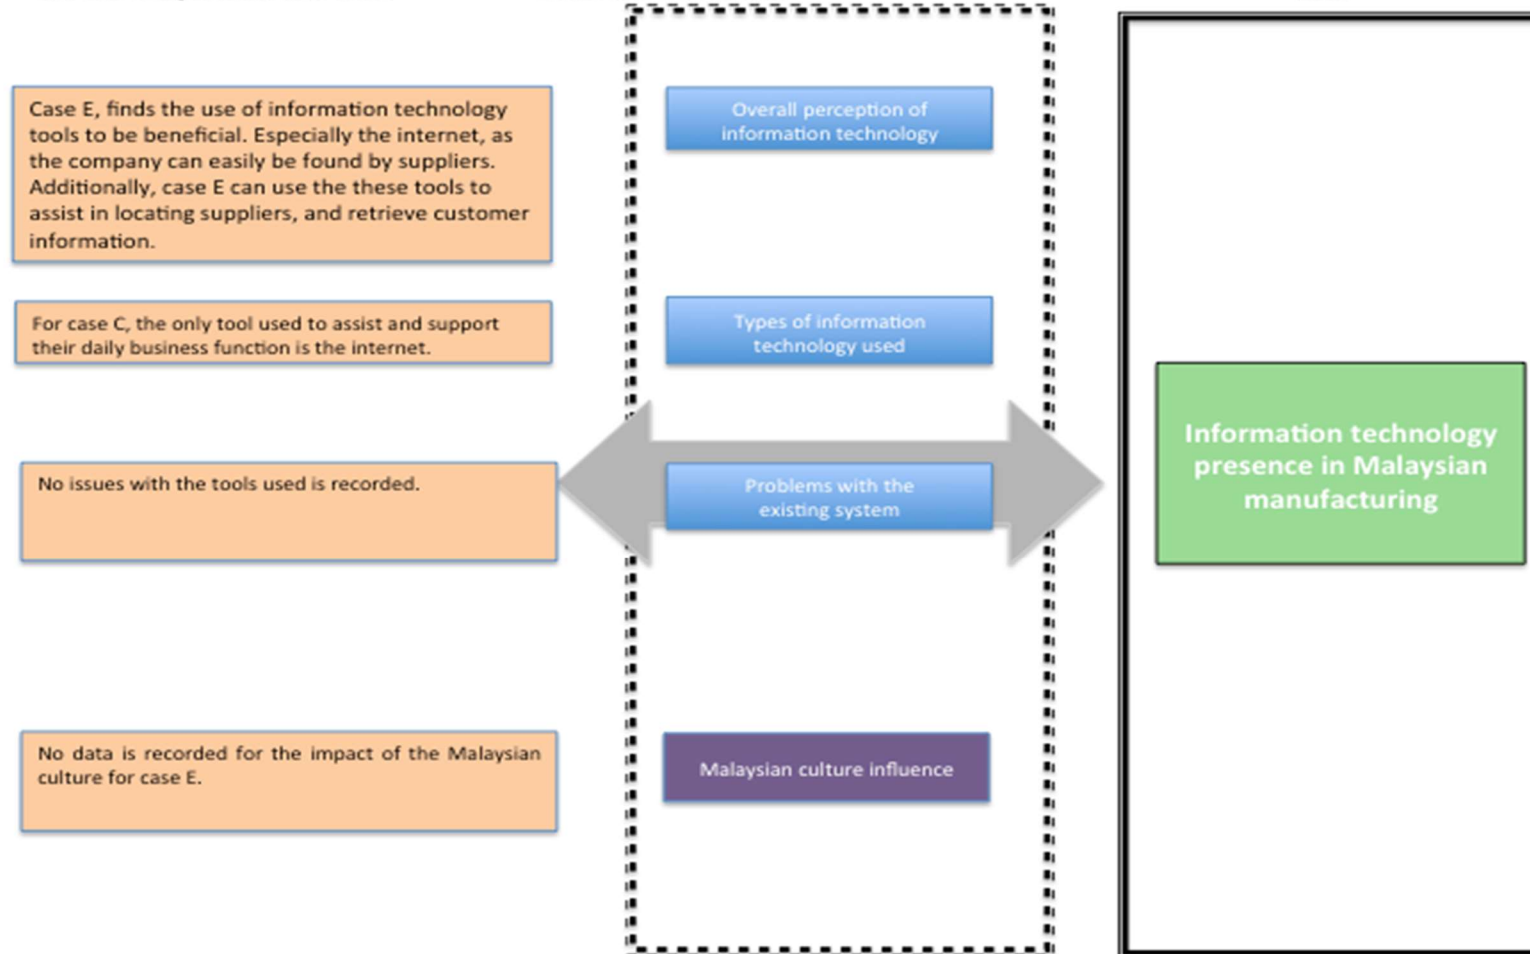 Case E, finds the use of information technology
tools to be beneficial. Especially the internet, as
the company can easily be found by suppliers.
Additionally, case E can use the these tools to
assist in locating suppliers, and retrieve customer
information.
Overall perception of
information technology
For case C, the only tool used to assist and support
their daily business function is the internet.
Types of information
technology used
No issues with the tools used is recorded.
Problems with the
existing system
Information technology
presence in Malaysian
manufacturing
No data is recorded for the impact of the Malaysian
culture for case E.
Malaysian culture influence